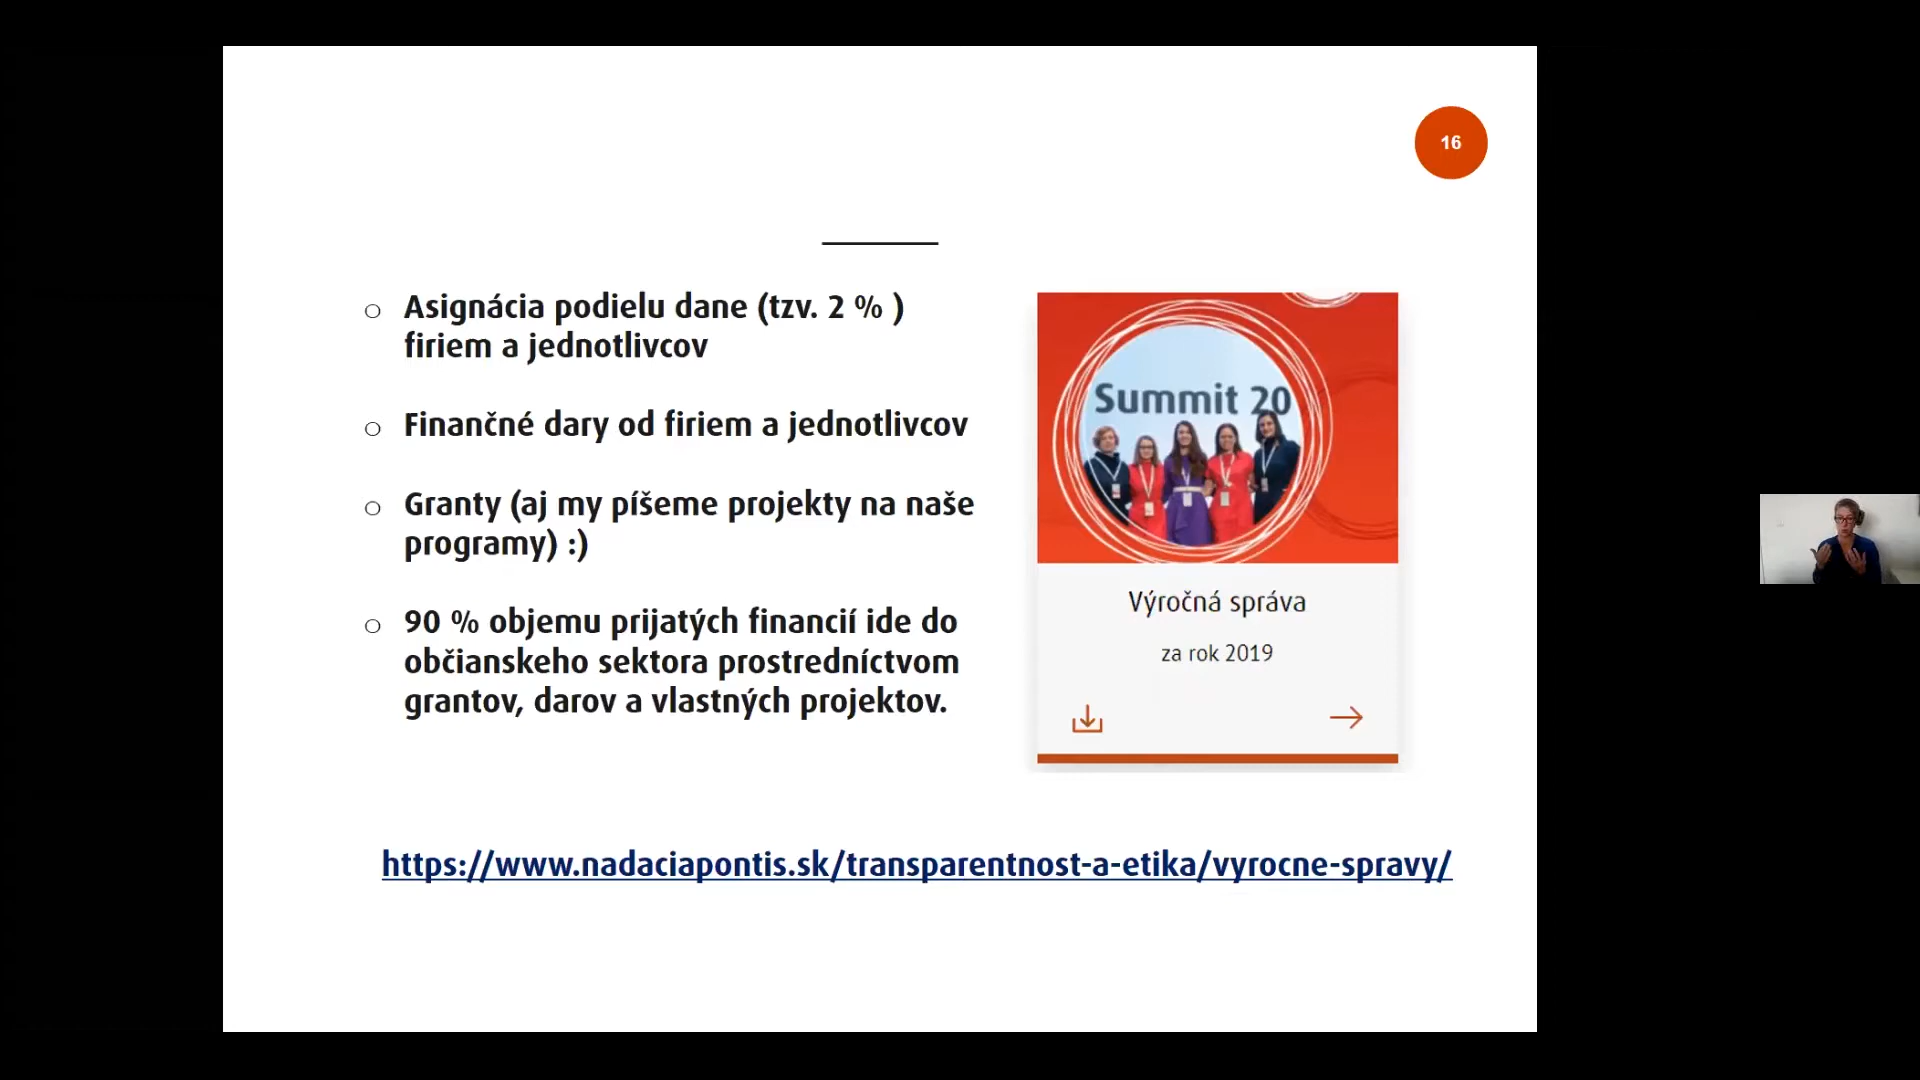 16
Asignácia podielu dane (tzv. 2 % )
firiem a jednotlivcov
Finančné dary od firiem a jednotlivcov
Granty (aj my píšeme projekty na naše
programy) :)
90 % objemu prijatých financií ide do
občianskeho sektora prostredníctvom
grantov, darov a vlastných projektov.
Summit 20
Výročná správa
za rok 2019
https://www.nadaciapontis.sk/transparentnost-a-etika/vyrocne-spravy/